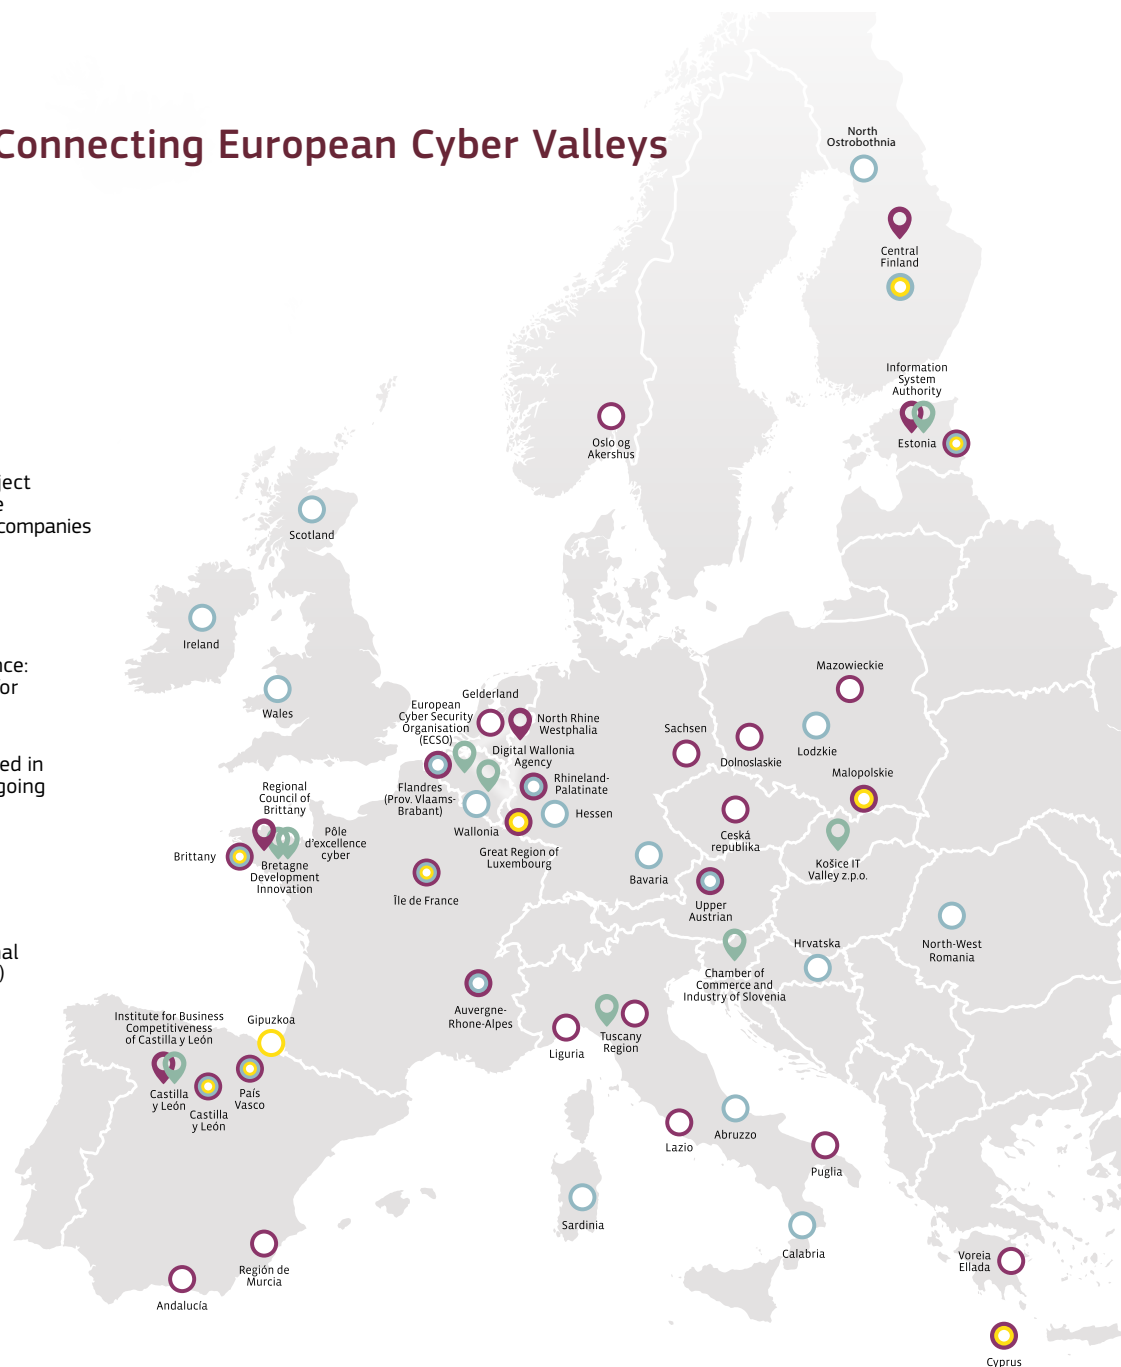 Connecting European Cyber Valleys
North
Ostrobothnia
Central
Finland
Information
System
Authority
Estonia
Oslo og
Akershus
companies
Scotland
Ireland
Wales
or
ed in
going
Gelderland
European
Cyber Security
Organisation
(ECSO)
North Rhine
Westphalia
Digital Wallonia
Agency
Flandres
(Prov. Vlaams-
Brabant)
Rhineland-
Palatinate
Hessen
Wallonia
Great Region of
Luxembourg
Mazowieckie
Sachsen
Dolnoslaskie
Lodzkie
Malopolskie
Ceská
republika
Košice IT
Valley z.p.o.
Regional
Council of
Brittany
Pôle
d'excellence
cyber
Brittany
Bretagne
Development
Innovation
Île de France
Bavaria
Upper
Austrian
Hrvatska
North-West
Romania
Chamber of
Commerce and
Industry of Slovenia
Auvergne-
Rhone-Alpes
Liguria
Tuscany
Region
Institute for Business
Competitiveness
of Castilla y León
Gipuzkoa
Castilla
y León
Castilla
y León
País
Vasco
Lazio
Abruzzo
Puglia
Sardinia
Calabria
Región de
Murcia
Andalucía
Voreia
Ellada
Cyprus